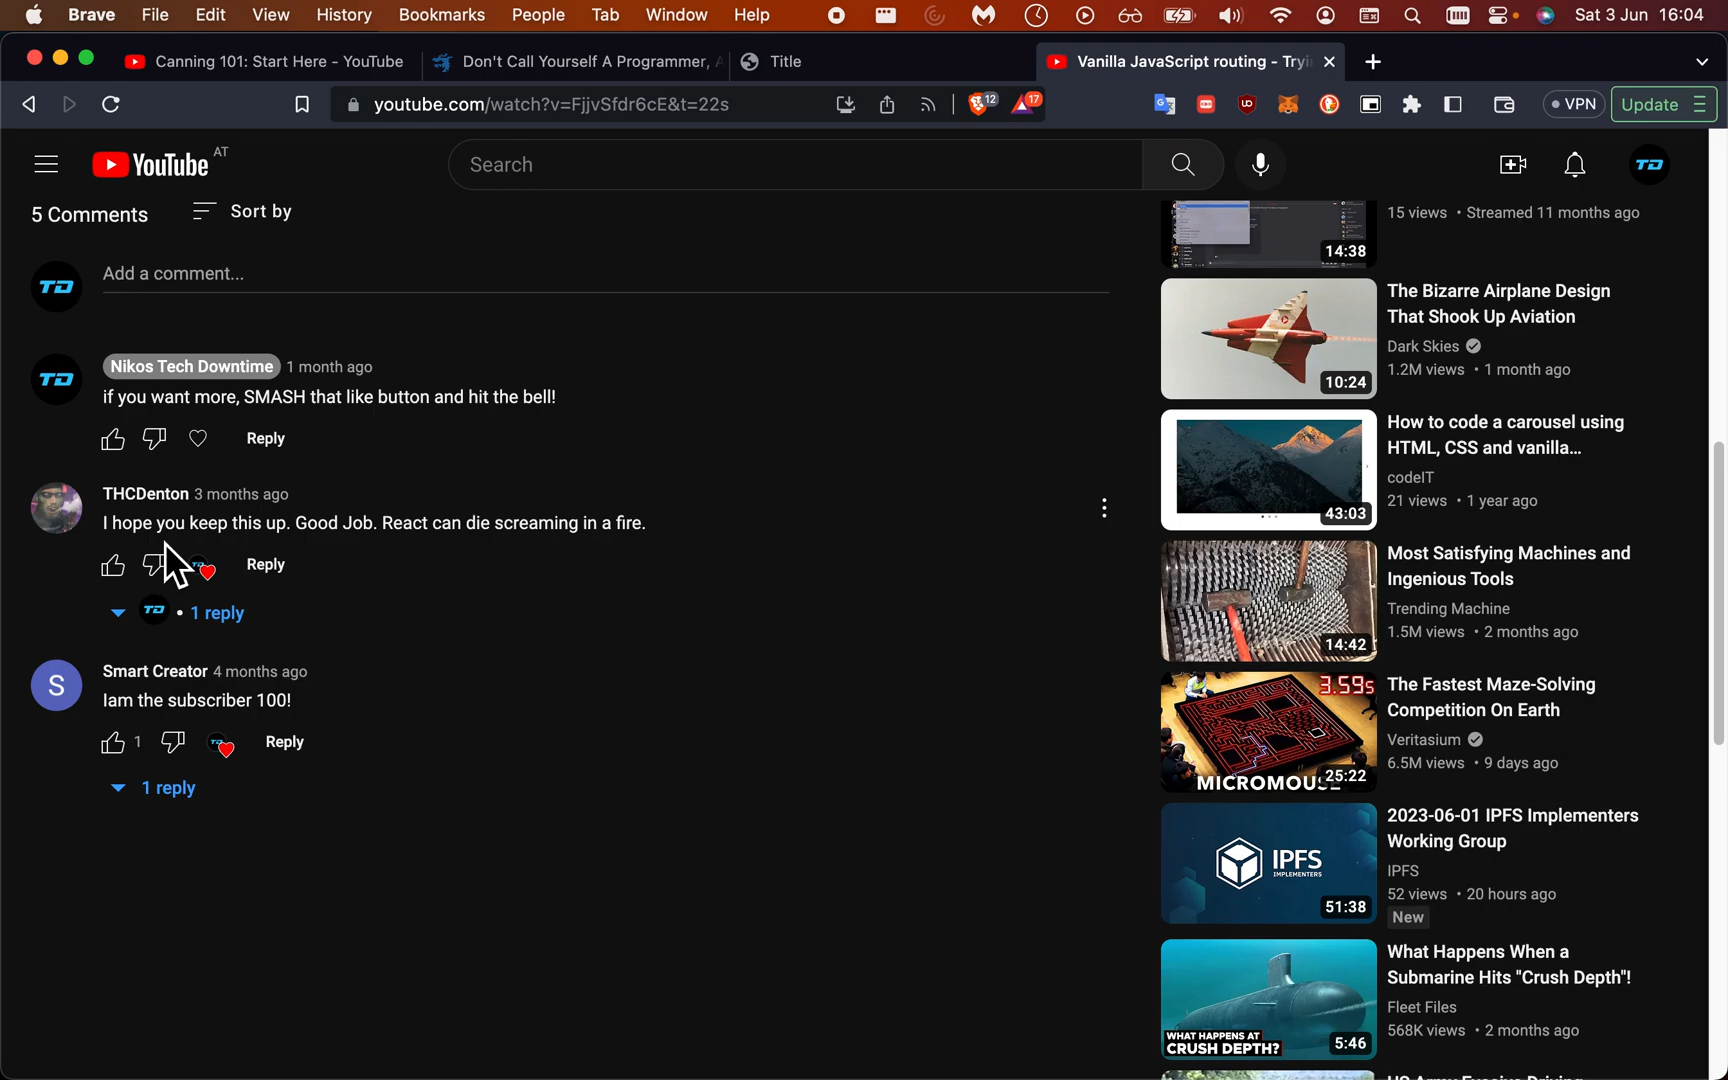 Brave File Edit View History Bookmarks People Tab Window Help Sat 3 Jun 16:04
Canning 101: Start Here - YouTube
Don't Call Yourself A Programmer, A
Title
Vanilla JavaScript routing - Tryi
youtube.com/watch?v=FjjvSfdr6cE&t=22s
12
17
VPN
Update
YouTube AT
Search
TD
5 Comments
Sort by
TD
Add a comment...
TD
Nikos Tech Downtime 1 month ago
if you want more, SMASH that like button and hit the bell!
Reply
THCDenton 3 months ago
I hope you keep this up. Good Job. React can die screaming in a fire.
Reply
TD • 1 reply
S
Smart Creator 4 months ago
Iam the subscriber 100!
1
Reply
1 reply
15 views • Streamed 11 months ago
14:38
The Bizarre Airplane Design
That Shook Up Aviation
Dark Skies
1.2M views • 1 month ago
10:24
How to code a carousel using
HTML, CSS and vanilla...
codeIT
21 views • 1 year ago
43:03
Most Satisfying Machines and
Ingenious Tools
Trending Machine
1.5M views • 2 months ago
14:42
The Fastest Maze-Solving
Competition On Earth
Veritasium
6.5M views • 9 days ago
3.59s
MICROMOUSE
25:22
2023-06-01 IPFS Implementers
Working Group
IPFS
52 views • 20 hours ago
New
IPFS
IMPLEMENTERS
51:38
What Happens When a
Submarine Hits "Crush Depth"!
Fleet Files
568K views • 2 months ago
WHAT HAPPENS AT
CRUSH DEPTH?
5:46